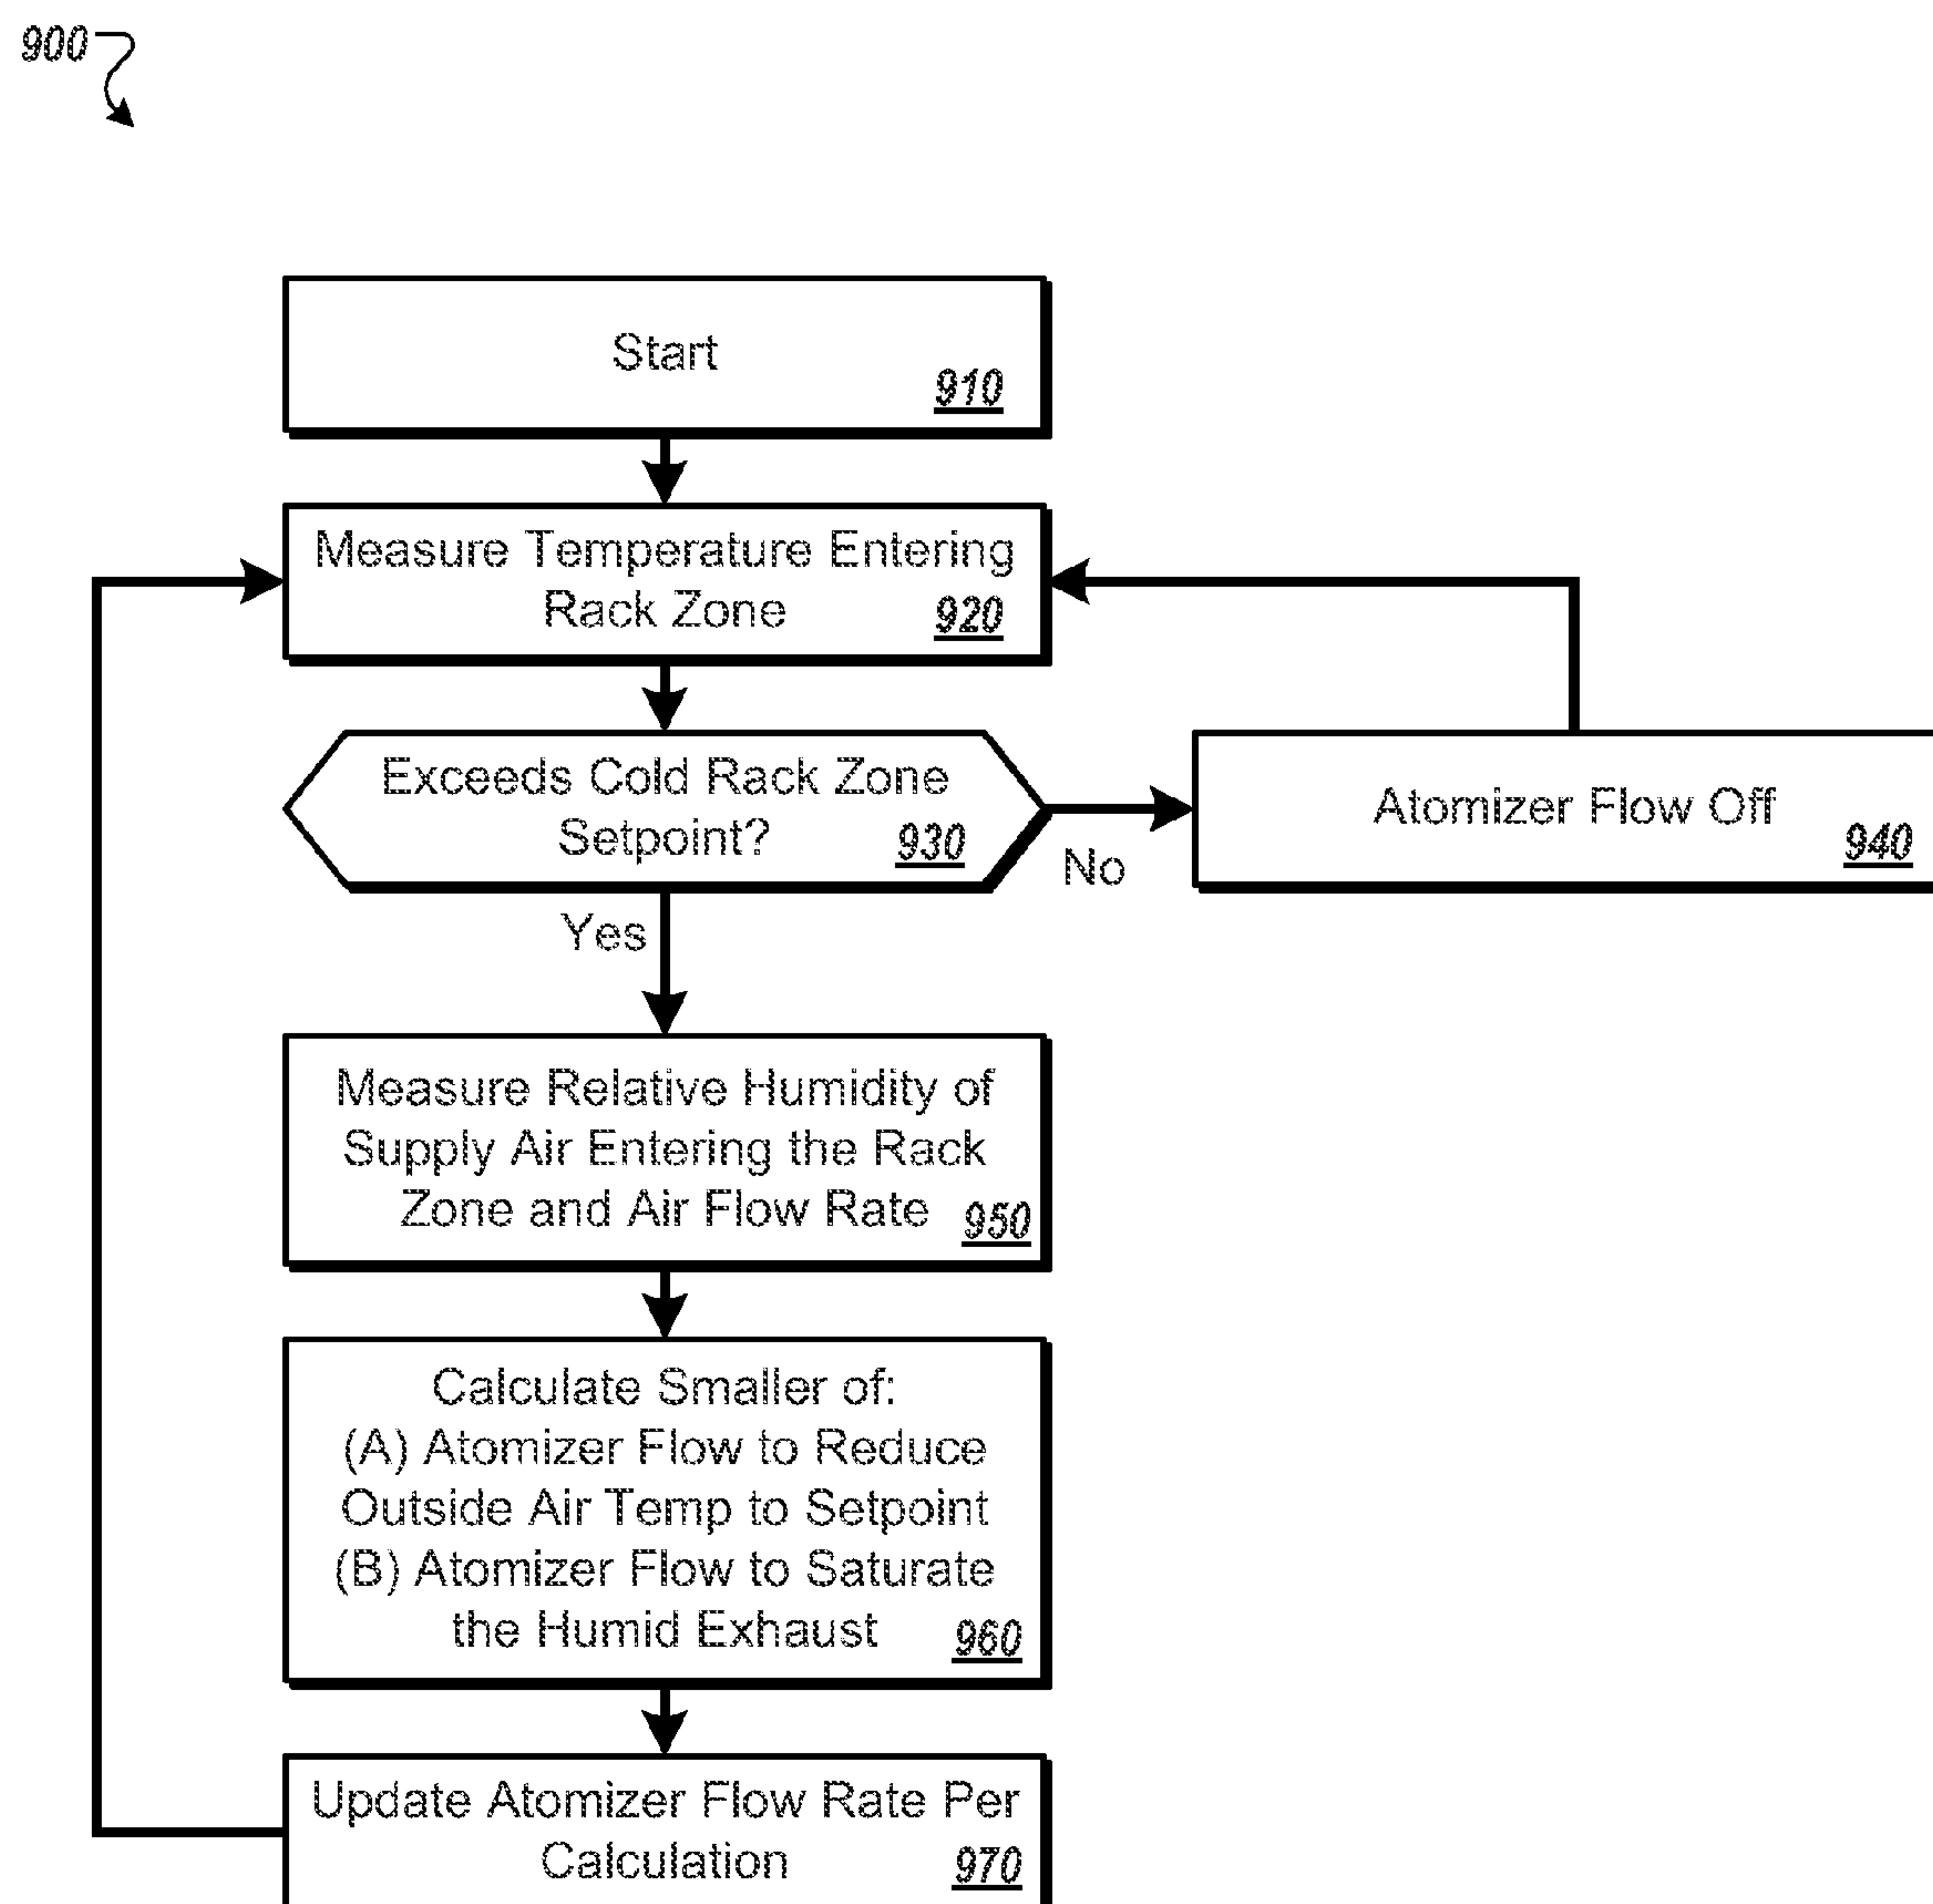 900
Start
910
Measure Temperature Entering
Rack Zone
920
Exceeds Cold Rack Zone
Setpoint?
930
No
Atomizer Flow Off
940
Yes
Measure Relative Humidity of
Supply Air Entering the Rack
Zone and Air Flow Rate
950
Calculate Smaller of:
(A) Atomizer Flow to Reduce
Outside Air Temp to Setpoint
(B) Atomizer Flow to Saturate
the Humid Exhaust
960
Update Atomizer Flow Rate Per
Calculation
970